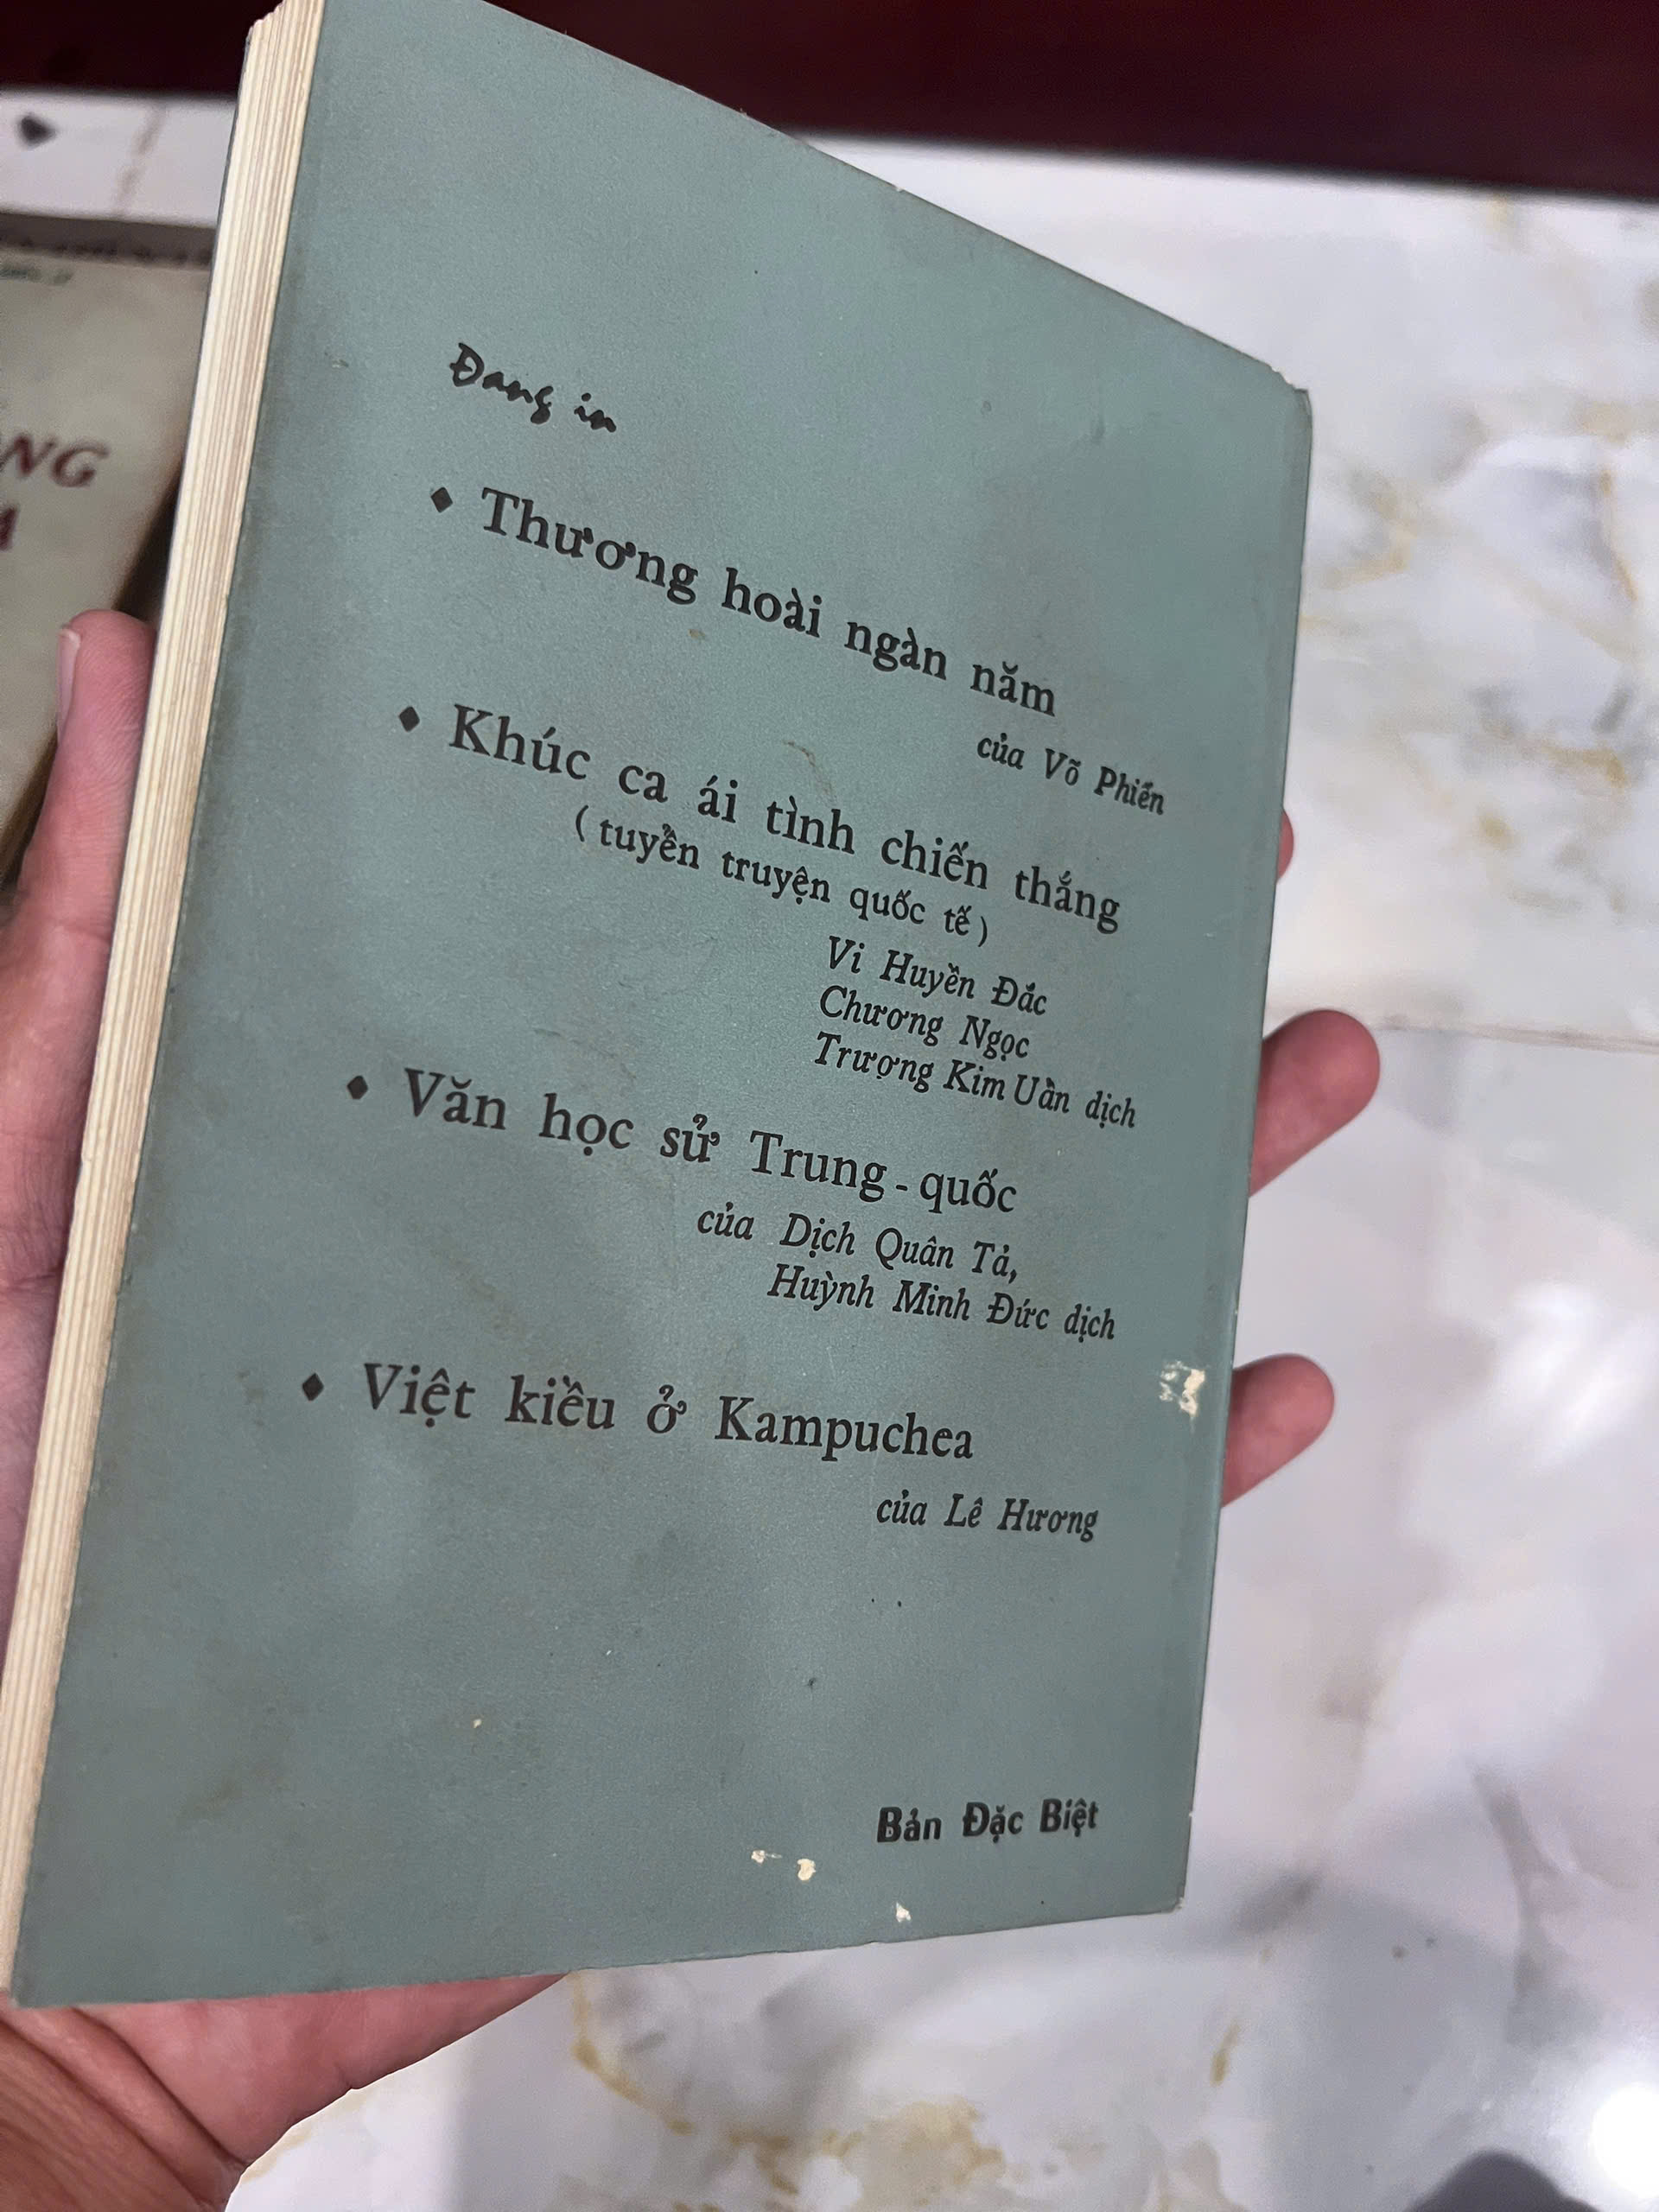 Đang in
Thương hoài ngàn năm
của Võ Phiến
Khúc ca ái tình chiến thắng
(tuyển truyện quốc tế)
Vi Huyền Đắc
Chương Ngọc
Trượng Kim Uẩn dịch
Văn học sử Trung-quốc
của Dịch Quân Tả,
Huỳnh Minh Đức dịch
Việt kiều ở Kampuchea
của Lê Hương
Bản Đặc Biệt
NG